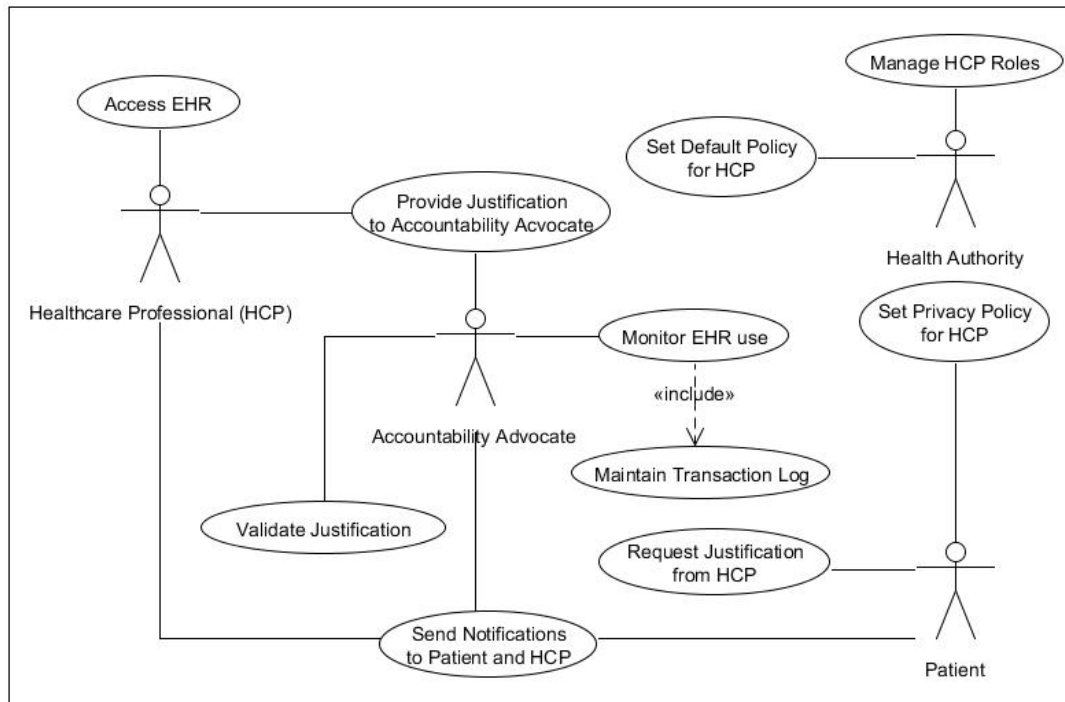 Manage HCP Roles
Access EHR
Set Default Policy
for HCP
Provide Justification
to Accountability Acvocate
Health Authority
Healthcare Professional (HCP)
Set Privacy Policy
for HCP
Monitor EHR use
«include»
Accountability Advocate
Maintain Transaction Log
Validate Justification
Request Justification
from HCP
Send Notifications
to Patient and HCP
Patient